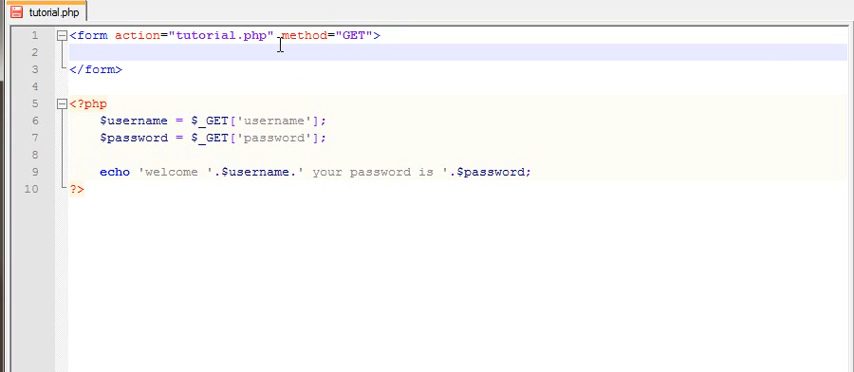 tutorial.php
1 <form action="tutorial.php" method="GET">
2
3 </form>
4
5 <?php
6 $username = $_GET['username'];
7 $password = $_GET['password'];
8
9 echo 'welcome '.$username.' your password is '.$password;
10 ?>